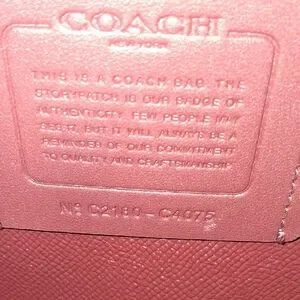 COACH
NEW YORK
THIS IS A COACH BAG. THE
STORYPATCH IS OUR BADGE OF
AUTHENTICITY. FEW PEOPLE MAY
SEE IT, BUT IT WILL ALWAYS BE A
REMINDER OF OUR COMMITMENT
TO QUALITY AND CRAFTSMANSHIP
Nº C2180-C4075